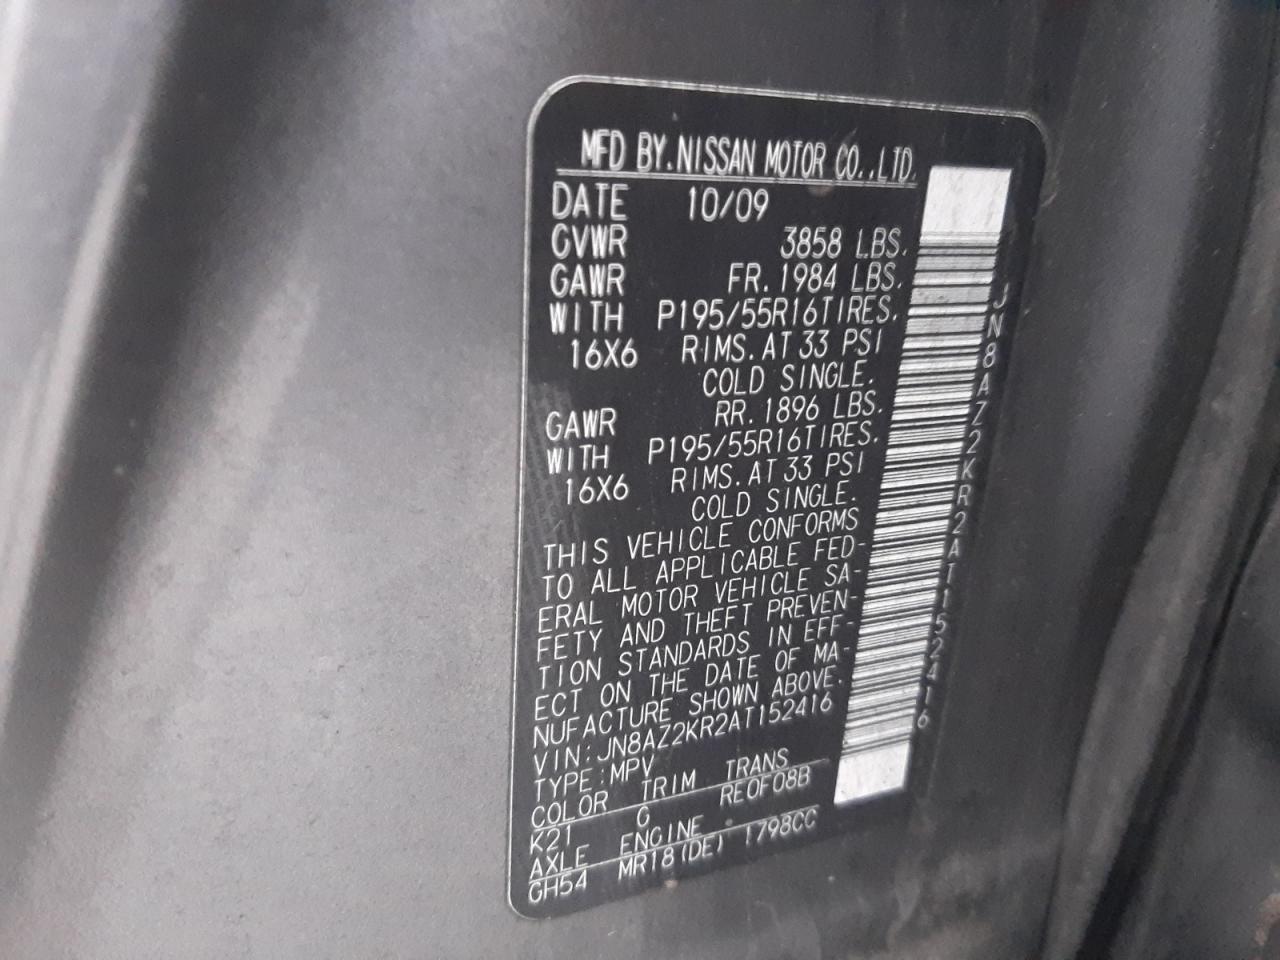 MFD BY.NISSAN MOTOR CO.,LTD.
DATE 10/09
GVWR 3858 LBS.
GAWR FR. 1984 LBS.
WITH P195/55R16TIRES.
16X6 RIMS. AT 33 PSI
COLD SINGLE.
GAWR RR. 1896 LBS.
WITH P195/55R16TIRES.
16X6 RIMS. AT 33 PSI
COLD SINGLE.
THIS VEHICLE CONFORMS
TO ALL APPLICABLE FED-
ERAL MOTOR VEHICLE SA-
FETY AND THEFT PREVEN-
TION STANDARDS IN EFF-
ECT ON THE DATE OF MA-
NUFACTURE SHOWN ABOVE.
VIN:JN8AZ2KR2AT152416
TYPE:MPV
COLOR TRIM TRANS
K21 G RE0F08B
AXLE ENGINE
GH54 MR18(DE) 1798CC
JN8AZ2KR2AT152416